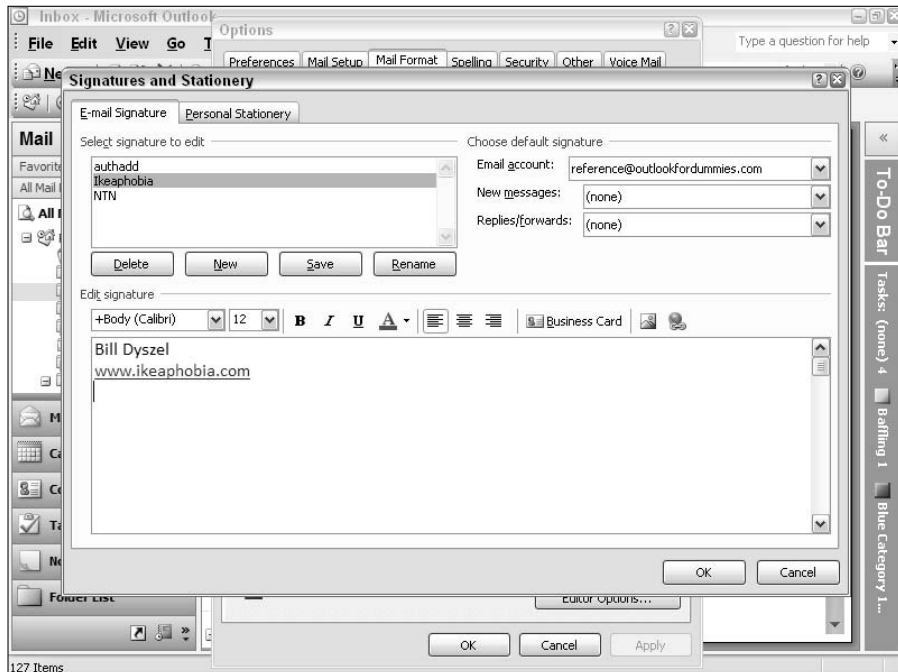 Inbox - Microsoft Outlook
File Edit View Go
Type a question for help
Options
Preferences Mail Setup Mail Format Spelling Security Other Voice Mail
Signatures and Stationery
E-mail Signature Personal Stationery
Select signature to edit
authadd
Ikeaphobia
NTN
Delete New Save Rename
Choose default signature
Email account: reference@outlookfordummies.com
New messages: (none)
Replies/forwards: (none)
Edit signature
+Body (Calibri) 12 B I U A Business Card
Bill Dyszel
www.ikeaphobia.com
OK Cancel
Mail
All Mail
Folder List
To-Do Bar
Tasks: (none) 4
Baffling 1
Blue Category 1...
Editor Options...
OK Cancel Apply
127 Items